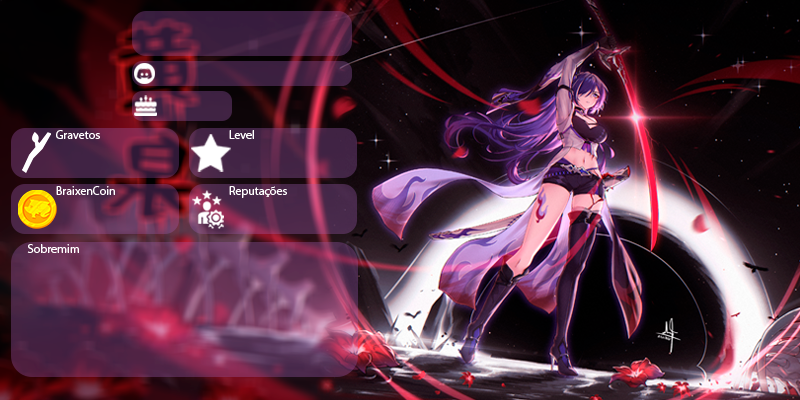 Gravetos
Level
BraixenCoin
Reputações
Sobremim